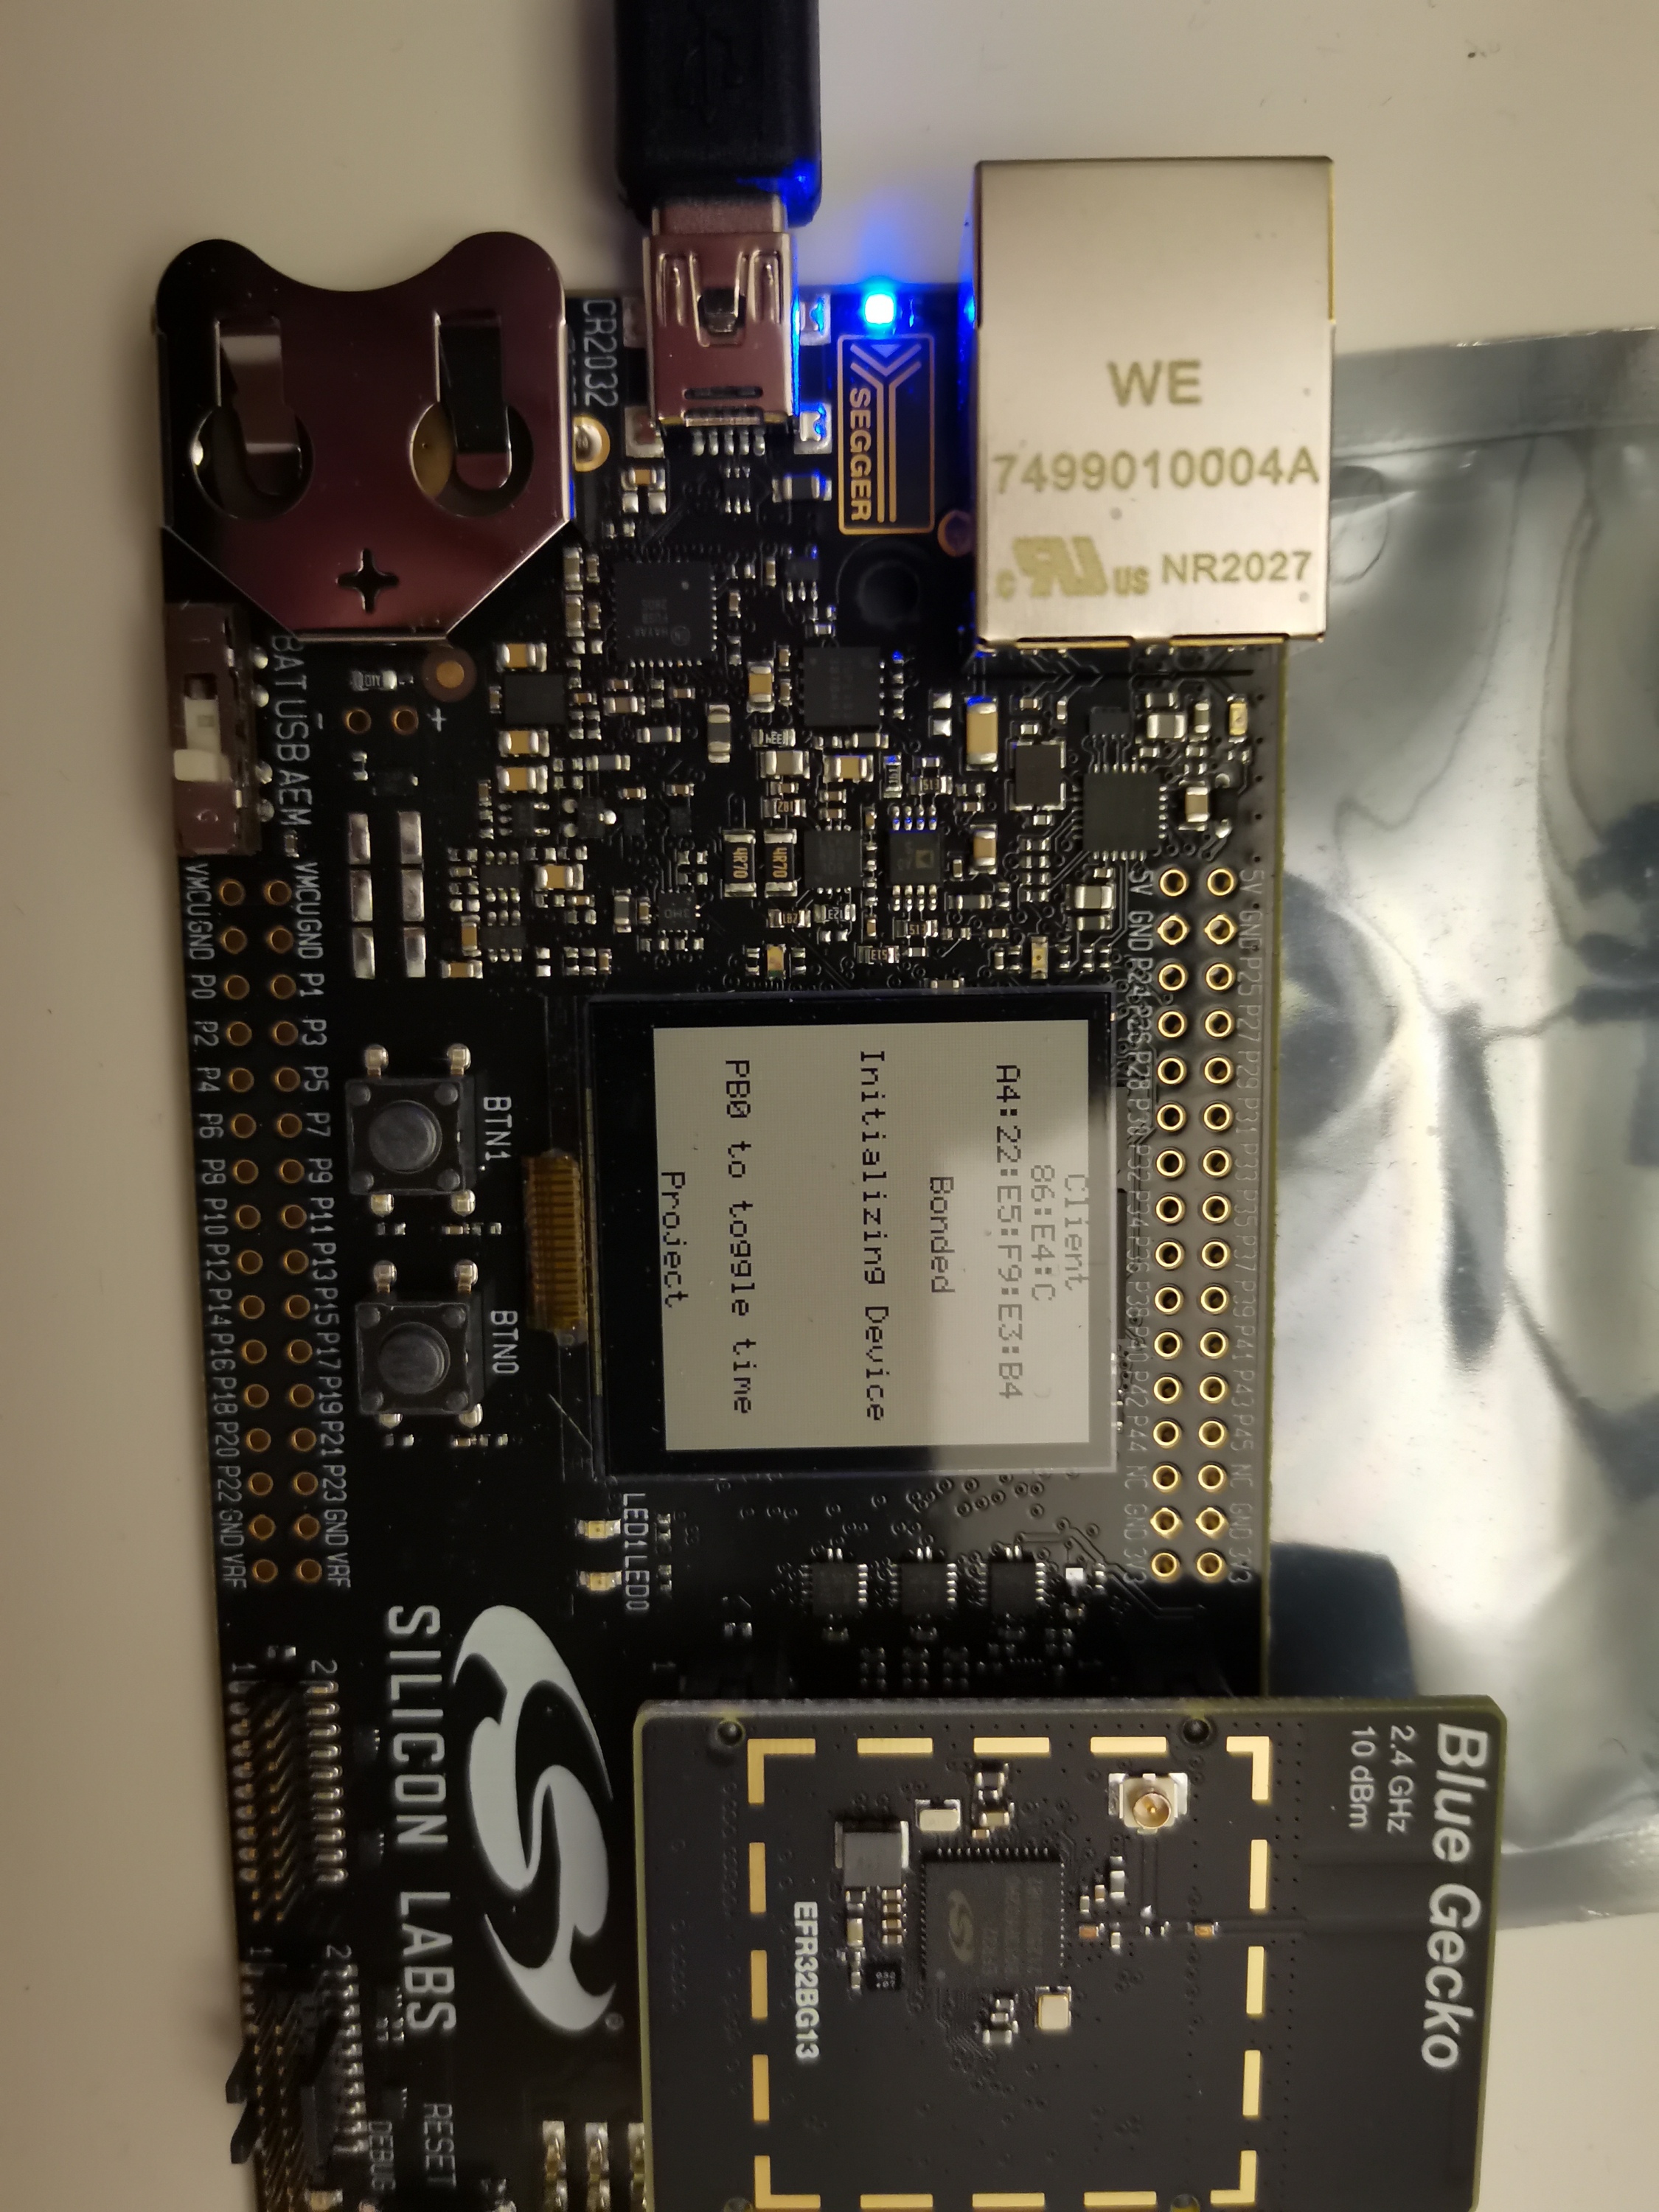 Blue Gecko
2.4 GHz
10 dBm
WE
7499010004A
c US NR2027
5V GND P25 P27 P29 P31 P33 P35 P37 P39 P41 P43 P45 NC GND 3V3
5V GND P24 P26 P28 P30 P32 P34 P36 P38 P40 P42 P44 NC GND 3V3
Client
86:E4:C
A4:22:E5:F9:E3:B4
Bonded
Initializing Device
PB0 to toggle time
Project
SEGGER
4R70
4R70
EFR32BG13
LED1 LED0
CR2032
BTN1
BTN0
SILICON LABS
RESET
DEBUG
+
-
BAT USB AEM
VMCU GND P1 P3 P5 P7 P9 P11 P13 P15 P17 P19 P21 P23 GND VRF
VMCU GND P0 P2 P4 P6 P8 P10 P12 P14 P16 P18 P20 P22 GND VRF
2
1
2
1